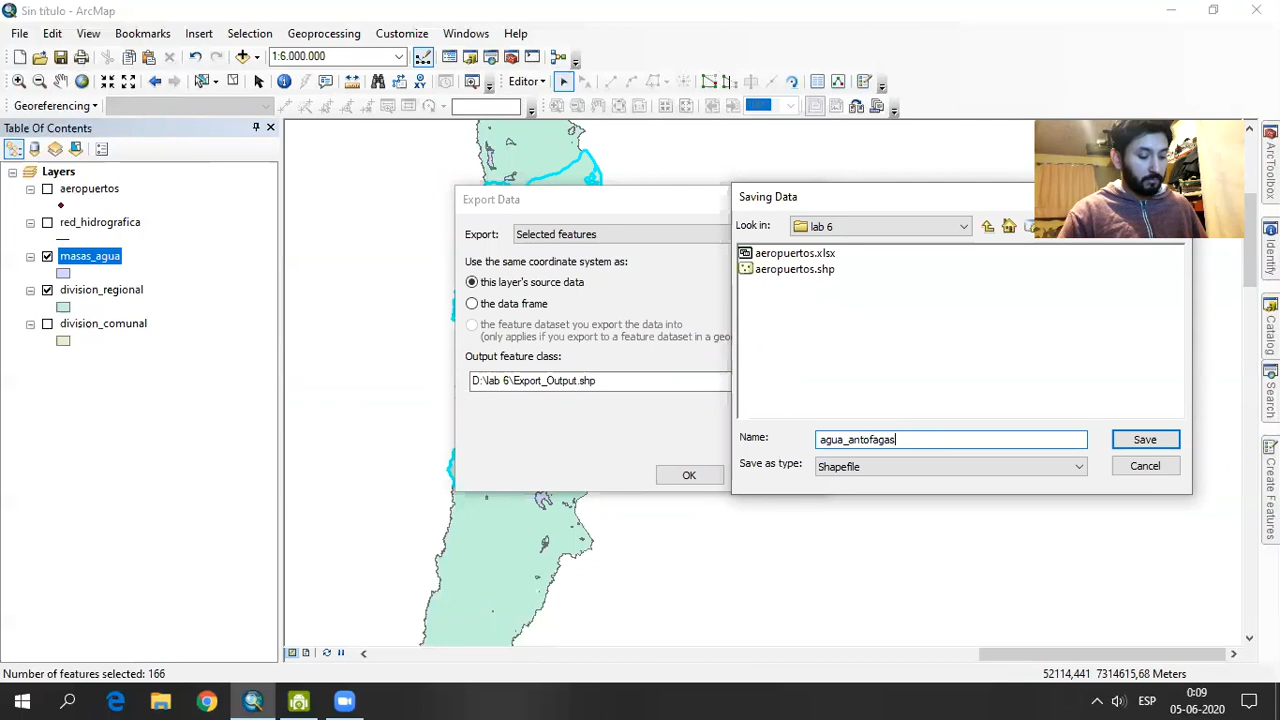 Sin título - ArcMap
File Edit View Bookmarks Insert Selection Geoprocessing Customize Windows Help
1:6.000.000
Editor
Georeferencing
Table Of Contents
Layers
aeropuertos
red_hidrografica
masas_agua
division_regional
division_comunal
Export Data
Export: Selected features
Use the same coordinate system as:
this layer's source data
the data frame
the feature dataset you export the data into
(only applies if you export to a feature dataset in a geo
Output feature class:
D:\lab 6\Export_Output.shp
OK
Saving Data
Look in: lab 6
aeropuertos.xlsx
aeropuertos.shp
Name: agua_antofagas
Save
Save as type: Shapefile
Cancel
ArcToolbox
Identify
Catalog
Search
Create Features
Number of features selected: 166
52114,441 7314615,68 Meters
ESP
0:09
05-06-2020